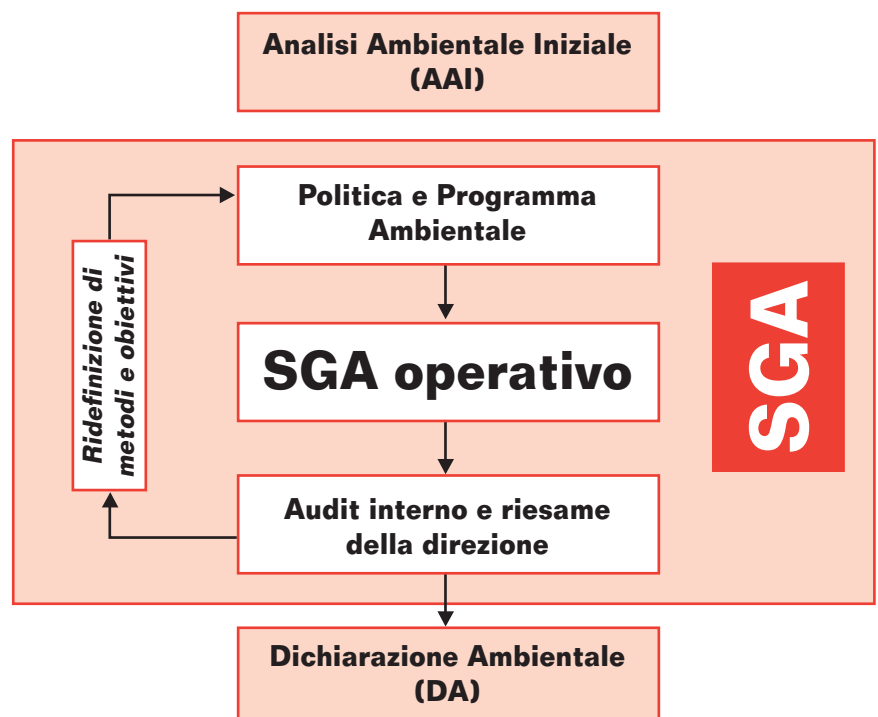 Analisi Ambientale Iniziale
(AAI)
Politica e Programma
Ambientale
Ridefinizione di
metodi e obiettivi
SGA operativo
SGA
Audit interno e riesame
della direzione
Dichiarazione Ambientale
(DA)